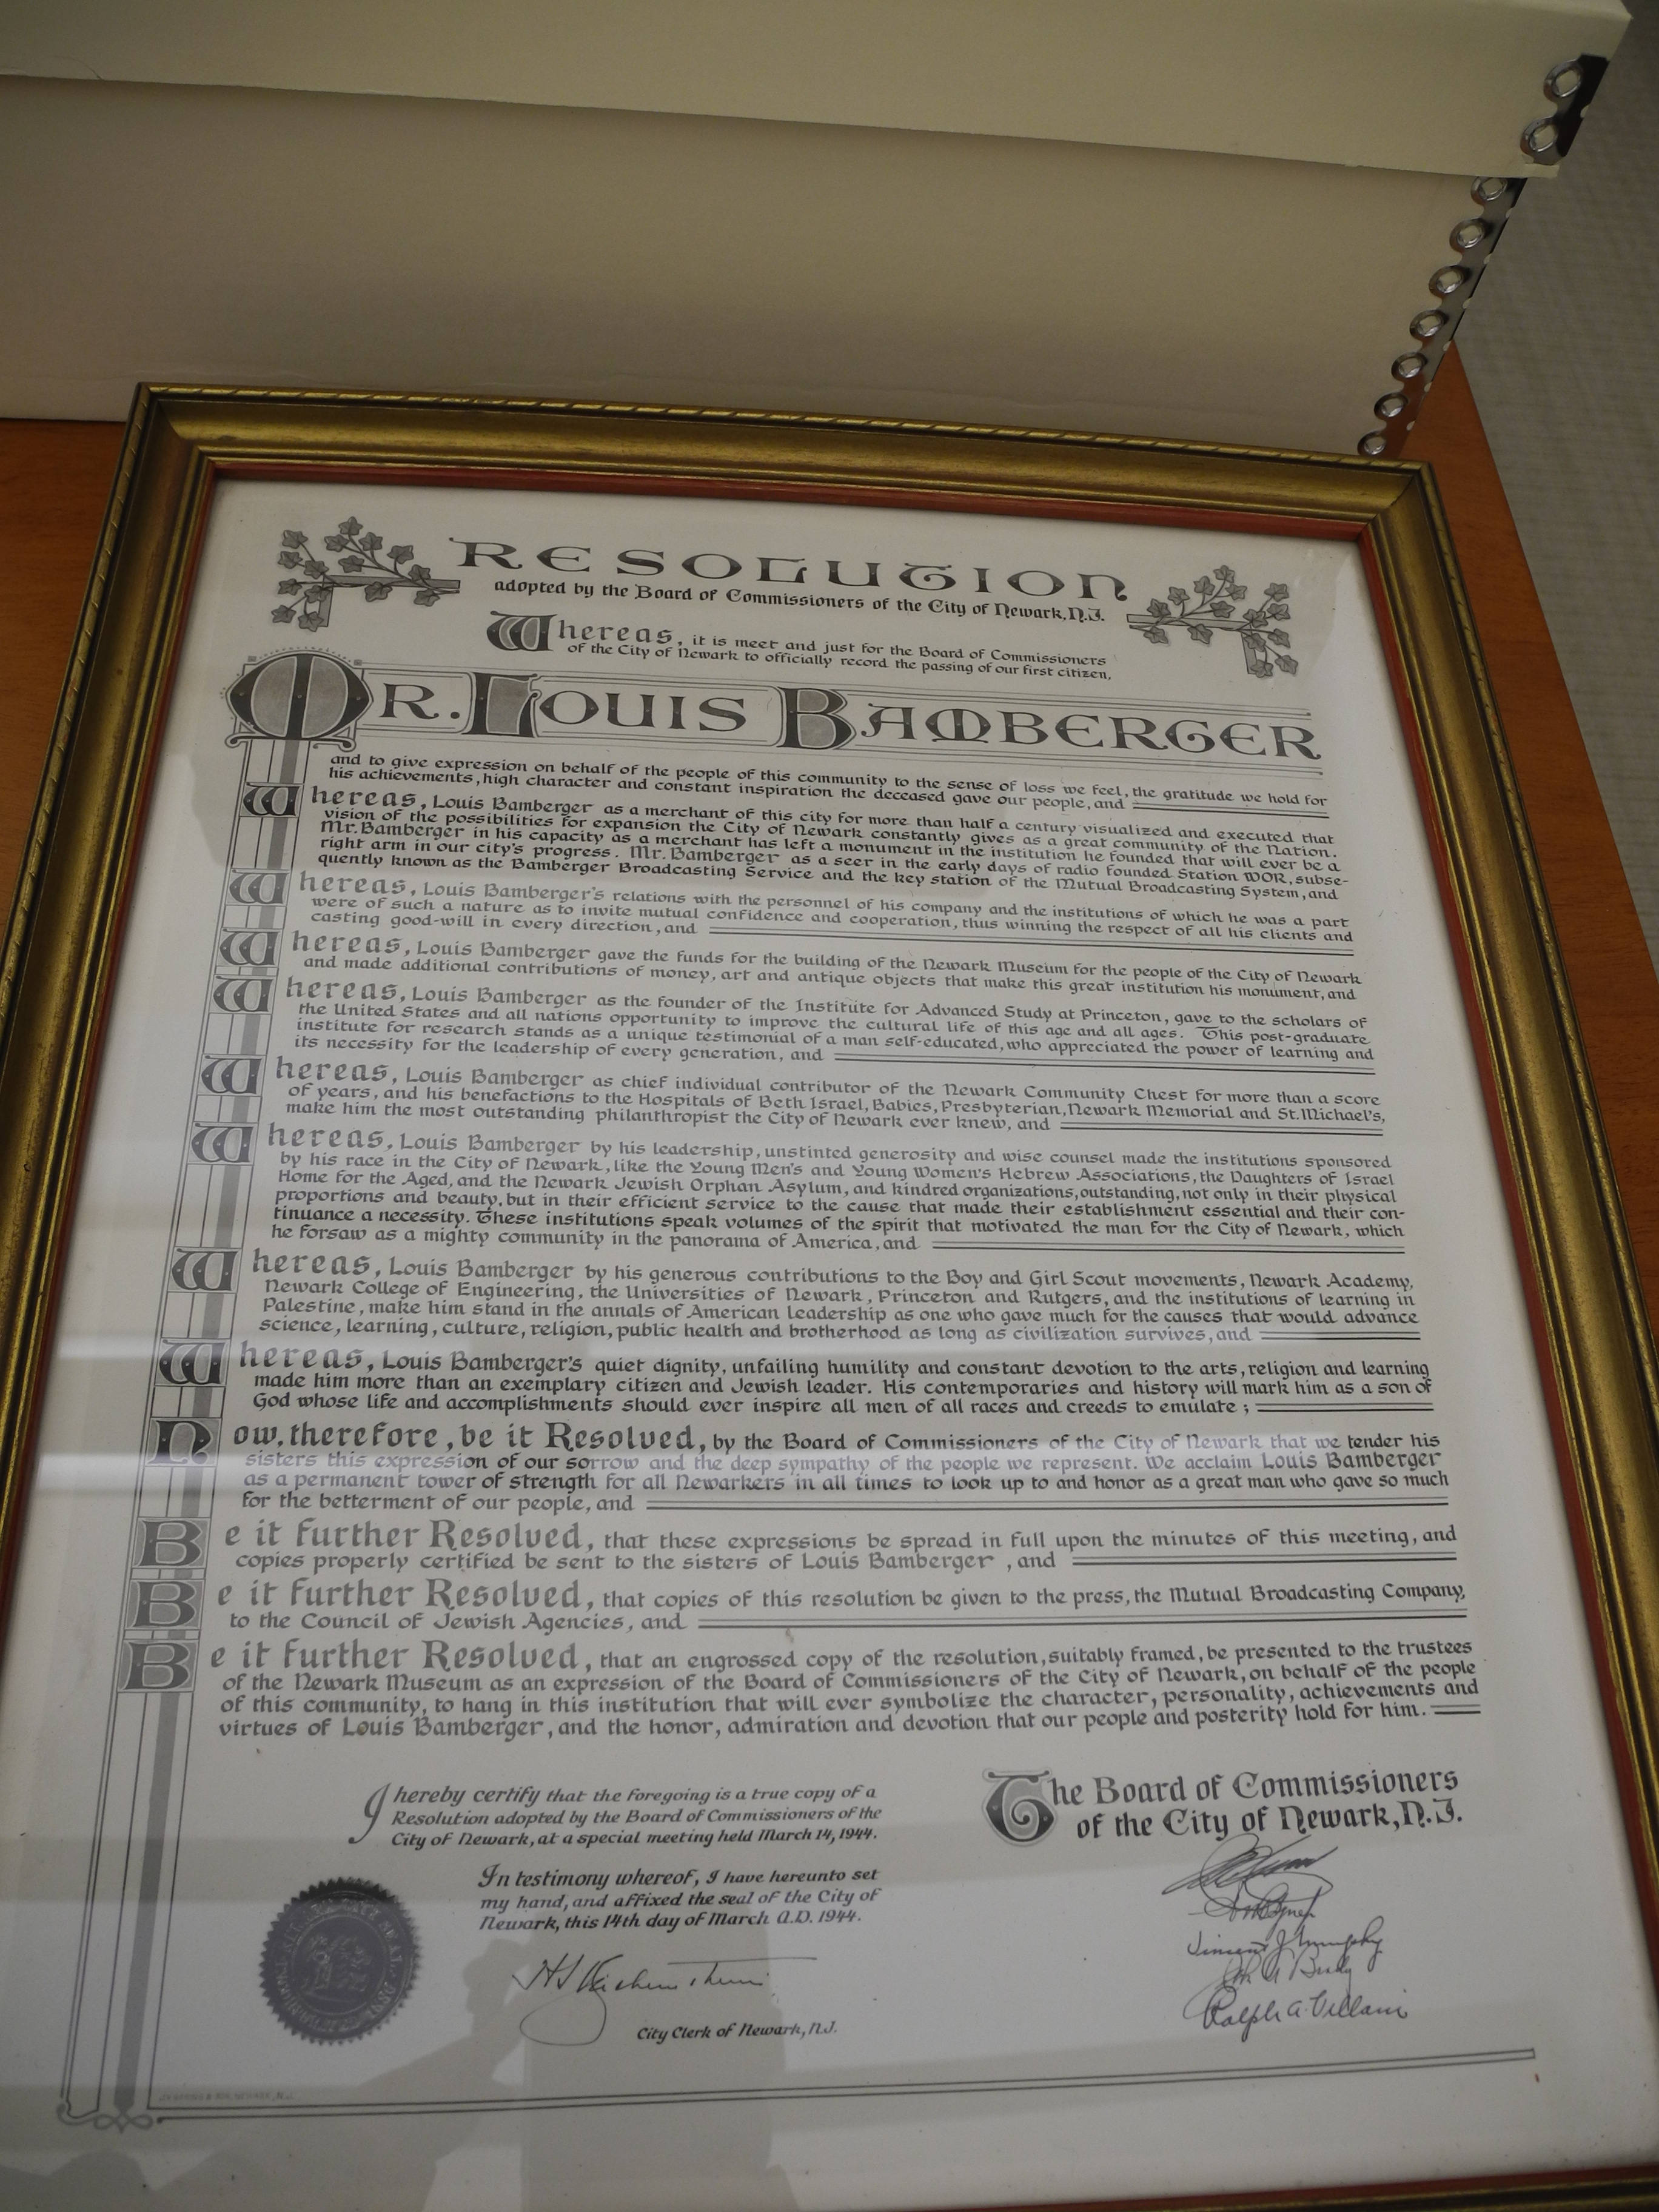 RESOLUTION
adopted by the Board of Commissioners of the City of Newark, N.J.
Whereas, it is meet and just for the Board of Commissioners
of the City of Newark to officially record the passing of our first citizen,
MR. LOUIS BAMBERGER
and to give expression on behalf of the people of this community to the sense of loss we feel, the gratitude we hold for
his achievements, high character and constant inspiration the deceased gave our people, and
Whereas, Louis Bamberger as a merchant of this city for more than half a century visualized and executed that
vision of the possibilities for expansion the City of Newark constantly gives as a great community of the Nation.
Mr. Bamberger in his capacity as a merchant has left a monument in the institution he founded that will ever be a
right arm in our city's progress. Mr. Bamberger as a seer in the early days of radio founded Station WOR, subse-
quently known as the Bamberger Broadcasting Service and the key station of the Mutual Broadcasting System, and
Whereas, Louis Bamberger's relations with the personnel of his company and the institutions of which he was a part
were of such a nature as to invite mutual confidence and cooperation, thus winning the respect of all his clients and
casting good-will in every direction, and
Whereas, Louis Bamberger gave the funds for the building of the Newark Museum for the people of the City of Newark
and made additional contributions of money, art and antique objects that make this great institution his monument, and
Whereas, Louis Bamberger as the founder of the Institute for Advanced Study at Princeton, gave to the scholars of
the United States and all nations opportunity to improve the cultural life of this age and all ages. This post-graduate
institute for research stands as a unique testimonial of a man self-educated, who appreciated the power of learning and
its necessity for the leadership of every generation, and
Whereas, Louis Bamberger as chief individual contributor of the Newark Community Chest for more than a score
of years, and his benefactions to the Hospitals of Beth Israel, Babies, Presbyterian, Newark Memorial and St. Michael's,
make him the most outstanding philanthropist the City of Newark ever knew, and
Whereas, Louis Bamberger by his leadership, unstinted generosity and wise counsel made the institutions sponsored
by his race in the City of Newark, like the Young Men's and Young Women's Hebrew Associations, the Daughters of Israel
Home for the Aged, and the Newark Jewish Orphan Asylum, and kindred organizations, outstanding, not only in their physical
proportions and beauty, but in their efficient service to the cause that made their establishment essential and their con-
tinuance a necessity. These institutions speak volumes of the spirit that motivated the man for the City of Newark, which
he forsaw as a mighty community in the panorama of America, and
Whereas, Louis Bamberger by his generous contributions to the Boy and Girl Scout movements, Newark Academy,
Newark College of Engineering, the Universities of Newark, Princeton and Rutgers, and the institutions of learning in
Palestine, make him stand in the annals of American Leadership as one who gave much for the causes that would advance
science, learning, culture, religion, public health and brotherhood as long as civilization survives, and
Whereas, Louis Bamberger's quiet dignity, unfailing humility and constant devotion to the arts, religion and learning
made him more than an exemplary citizen and Jewish leader. His contemporaries and history will mark him as a son of
God whose life and accomplishments should ever inspire all men of all races and creeds to emulate;
Now, therefore, be it Resolved, by the Board of Commissioners of the City of Newark that we tender his
sisters this expression of our sorrow and the deep sympathy of the people we represent. We acclaim Louis Bamberger
as a permanent tower of strength for all Newarkers in all times to look up to and honor as a great man who gave so much
for the betterment of our people, and
Be it further Resolved, that these expressions be spread in full upon the minutes of this meeting, and
copies properly certified be sent to the sisters of Louis Bamberger, and
Be it further Resolved, that copies of this resolution be given to the press, the Mutual Broadcasting Company,
to the Council of Jewish Agencies, and
Be it further Resolved, that an engrossed copy of the resolution, suitably framed, be presented to the trustees
of the Newark Museum as an expression of the Board of Commissioners of the City of Newark, on behalf of the people
of this community, to hang in this institution that will ever symbolize the character, personality, achievements and
virtues of Louis Bamberger, and the honor, admiration and devotion that our people and posterity hold for him.
I hereby certify that the foregoing is a true copy of a
Resolution adopted by the Board of Commissioners of the
City of Newark, at a special meeting held March 14, 1944.
In testimony whereof, I have hereunto set
my hand, and affixed the seal of the City of
Newark, this 14th day of March A.D. 1944.
City Clerk of Newark, N.J.
The Board of Commissioners
of the City of Newark, N.J.
Vincent J Murphy
John A Brady
Ralph A. Villani